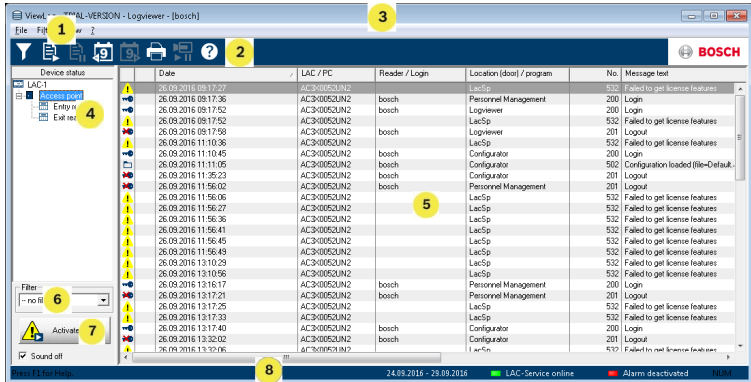 ViewLog - TRIAL-VERSION - Logviewer - [bosch]
File ?
1
2
3
9 9 ?
BOSCH
Device status
Date LAC / PC Reader / Login Location (door) / program No. Message text
LAC-1
Access point
Entry
Exit
4
26.09.2016 09:17:27 AC3X0052UN2 LacSp 532 Failed to get license features
26.09.2016 09:17:36 AC3X0052UN2 bosch Personnel Management 200 Login
26.09.2016 09:17:52 AC3X0052UN2 bosch Logviewer 200 Login
26.09.2016 09:17:52 AC3X0052UN2 LacSp 532 Failed to get license features
26.09.2016 09:17:58 AC3X0052UN2 bosch Logviewer 201 Logout
26.09.2016 11:10:36 AC3X0052UN2 LacSp 532 Failed to get license features
26.09.2016 11:10:45 AC3X0052UN2 bosch Configurator 200 Login
26.09.2016 11:11:05 AC3X0052UN2 bosch Configurator 502 Configuration loaded (file=Default.
26.09.2016 11:35:23 AC3X0052UN2 bosch Configurator 201 Logout
26.09.2016 11:56:02 AC3X0052UN2 bosch Personnel Management 201 Logout
26.09.2016 11:56:06 AC3X0052UN2 LacSp 532 Failed to get license features
26.09.2016 11:56:27 AC3X0052UN2 LacSp 532 Failed to get license features
26.09.2016 11:56:36 AC3X0052UN2 LacSp 532 Failed to get license features
26.09.2016 11:56:41 AC3X0052UN2 LacSp 532 Failed to get license features
26.09.2016 11:56:45 AC3X0052UN2 LacSp 532 Failed to get license features
26.09.2016 11:56:49 AC3X0052UN2 LacSp 532 Failed to get license features
26.09.2016 13:10:29 AC3X0052UN2 LacSp 532 Failed to get license features
26.09.2016 13:10:56 AC3X0052UN2 LacSp 532 Failed to get license features
26.09.2016 13:16:17 AC3X0052UN2 bosch Personnel Management 200 Login
26.09.2016 13:17:21 AC3X0052UN2 bosch Personnel Management 201 Logout
26.09.2016 13:17:25 AC3X0052UN2 LacSp 532 Failed to get license features
26.09.2016 13:17:33 AC3X0052UN2 LacSp 532 Failed to get license features
26.09.2016 13:17:40 AC3X0052UN2 bosch Configurator 200 Login
26.09.2016 13:32:02 AC3X0052UN2 bosch Configurator 201 Logout
26.09.2016 13:32:06 AC3X0052UN2 LacSp 532 Failed to get license features
5
Filter
-- no
6
Activate
7
Sound off
8
Press F1 for Help. 24.09.2016 - 29.09.2016 LAC-Service online Alarm deactivated NUM